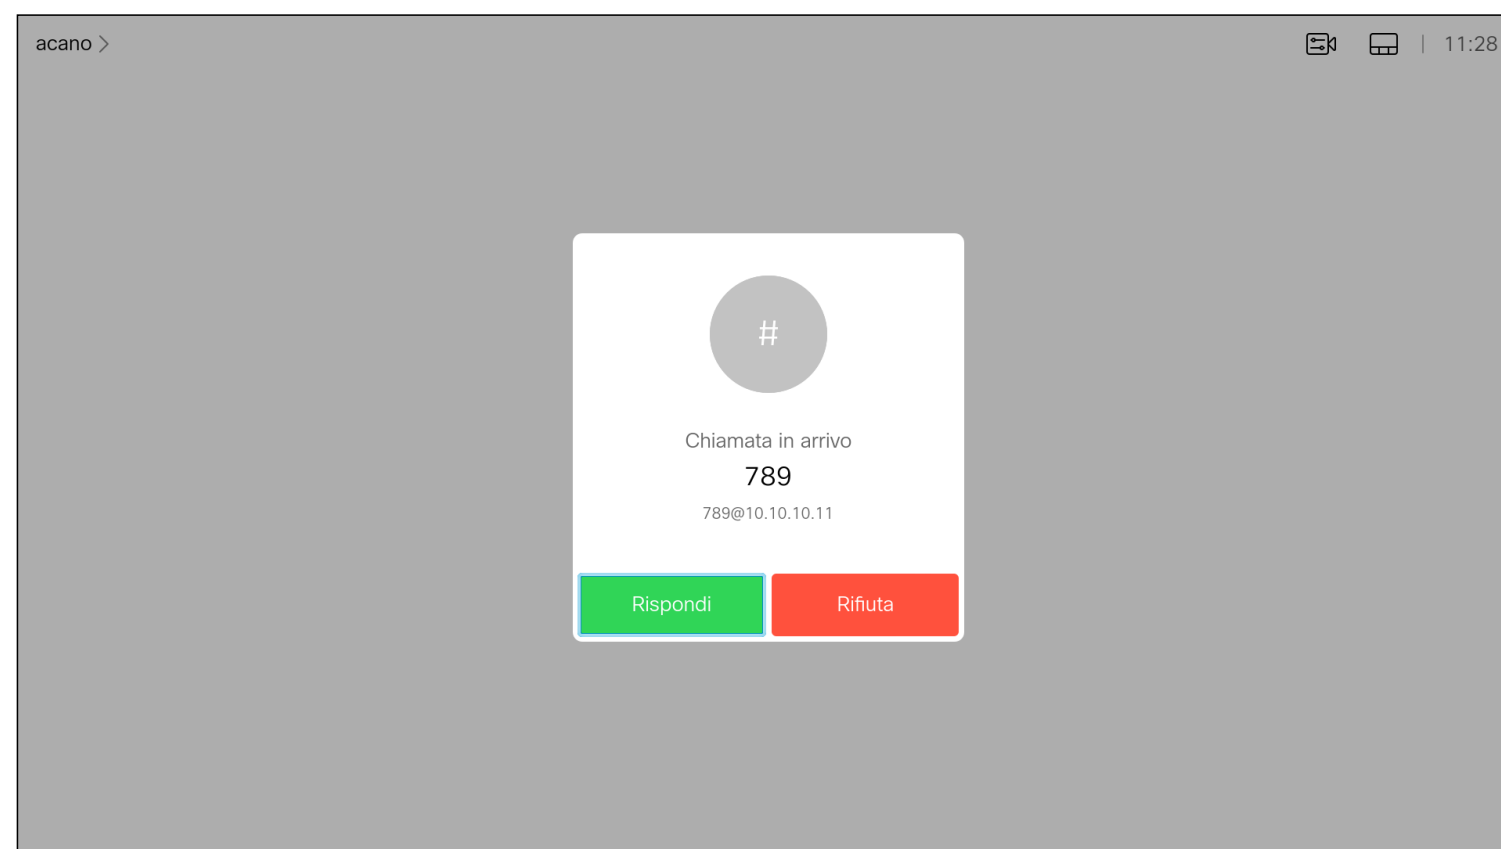 acano
11:28
#
Chiamata in arrivo
789
789@10.10.10.11
Rispondi
Rifiuta